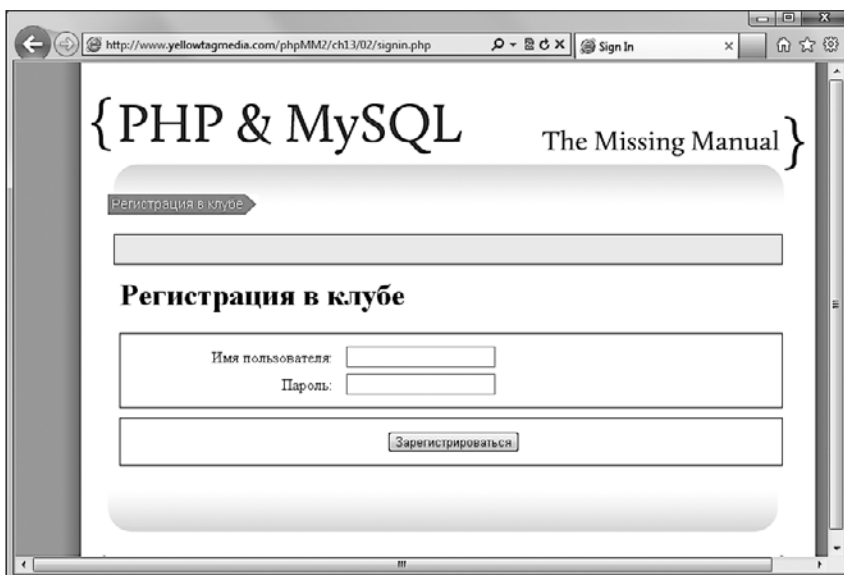 http://www.yellowtagmedia.com/phpMM2/ch13/02/signin.php
Sign In
{PHP & MySQL
The Missing Manual}
Регистрация в клубе
Регистрация в клубе
Имя пользователя:
Пароль:
Зарегистрироваться